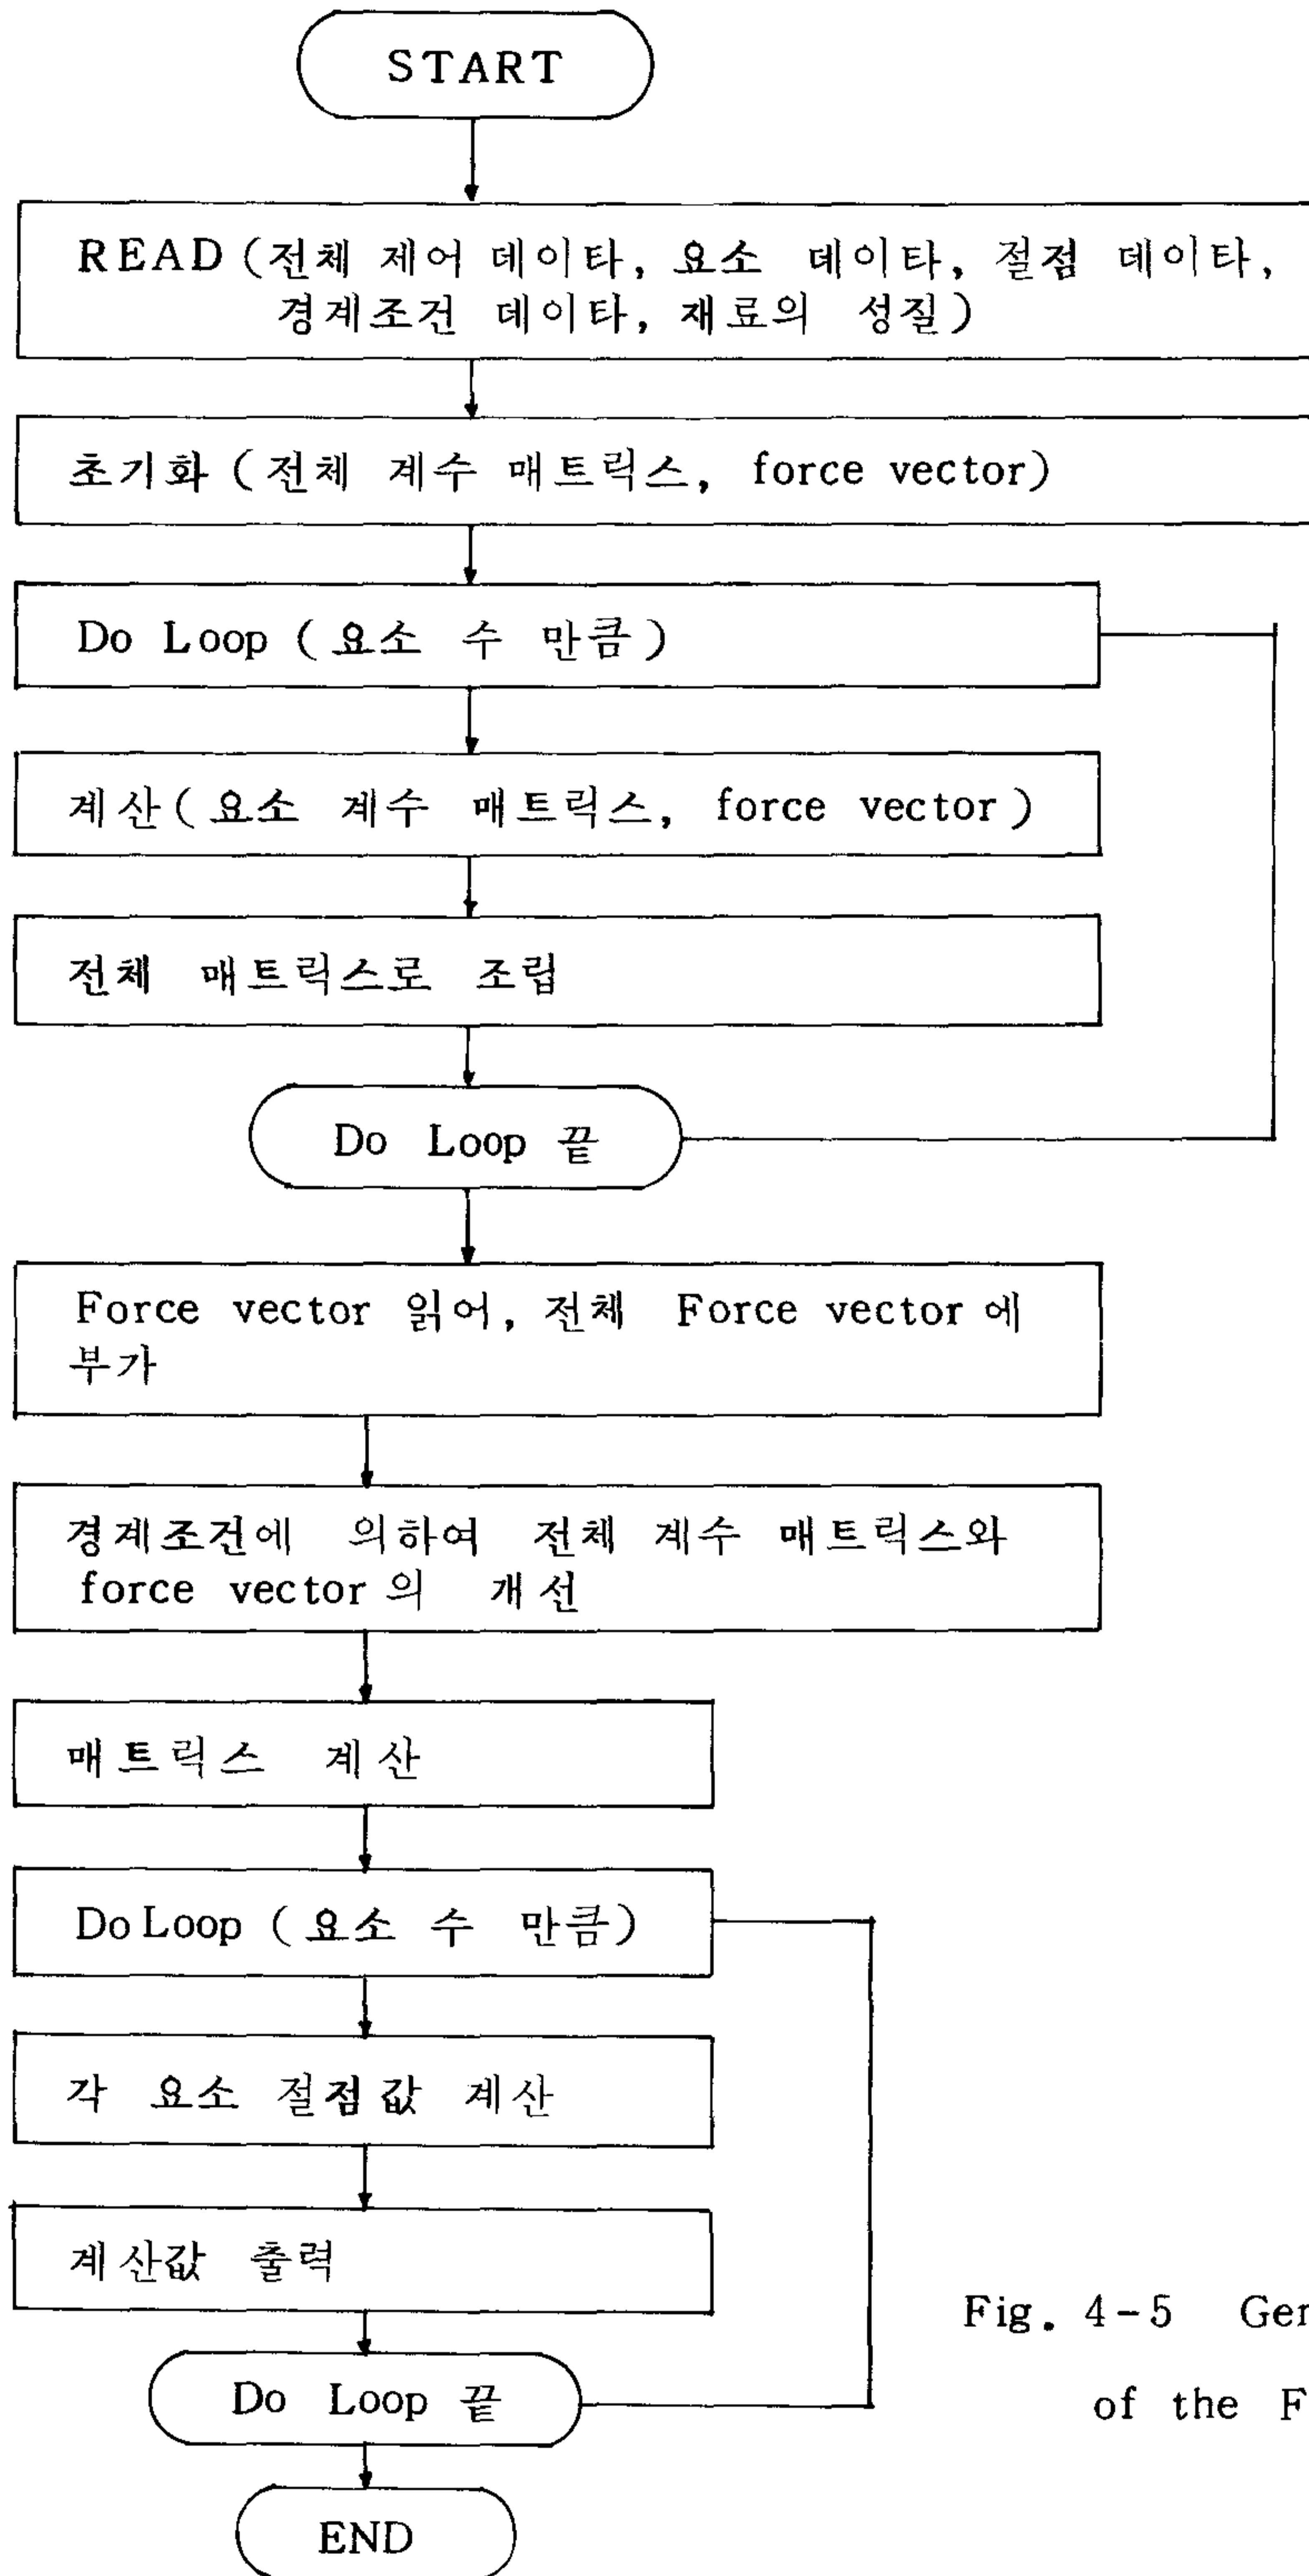 START
READ (전체 제어 데이타, 요소 데이타, 절점 데이타,
경계조건 데이타, 재료의 성질)
초기화 (전체 계수 매트릭스, force vector)
Do Loop (요소 수 만큼)
계산(요소 계수 매트릭스, force vector)
전체 매트릭스로 조립
Do Loop 끝
Force vector 읽어, 전체 Force vector 에
부가
경계조건에 의하여 전체 계수 매트릭스와
force vector 의 개선
매트릭스 계산
Do Loop (요소 수 만큼)
각 요소 절점값 계산
계산값 출력
Do Loop 끝
Fig. 4-5
of the
END